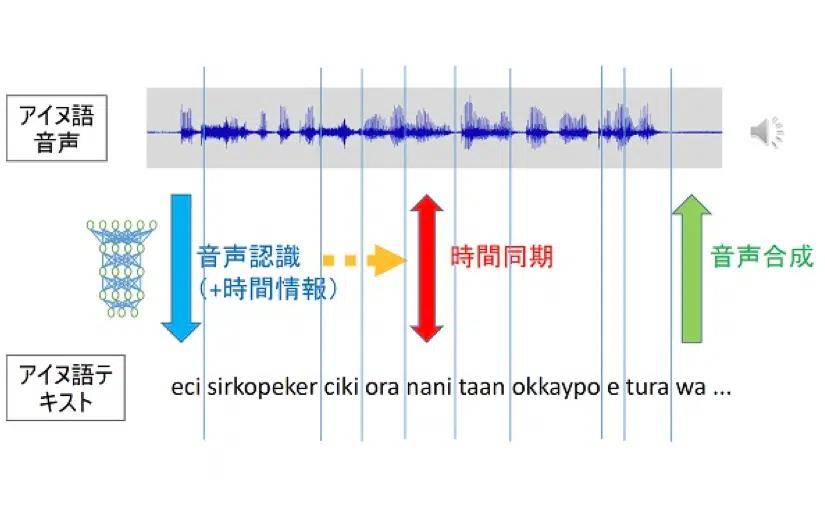 アイヌ語
音声
音声認識
（+時間情報）
時間同期
音声合成
アイヌ語テ
キスト
eci sirkopeker ciki ora nani taan okkaypo e tura wa ...